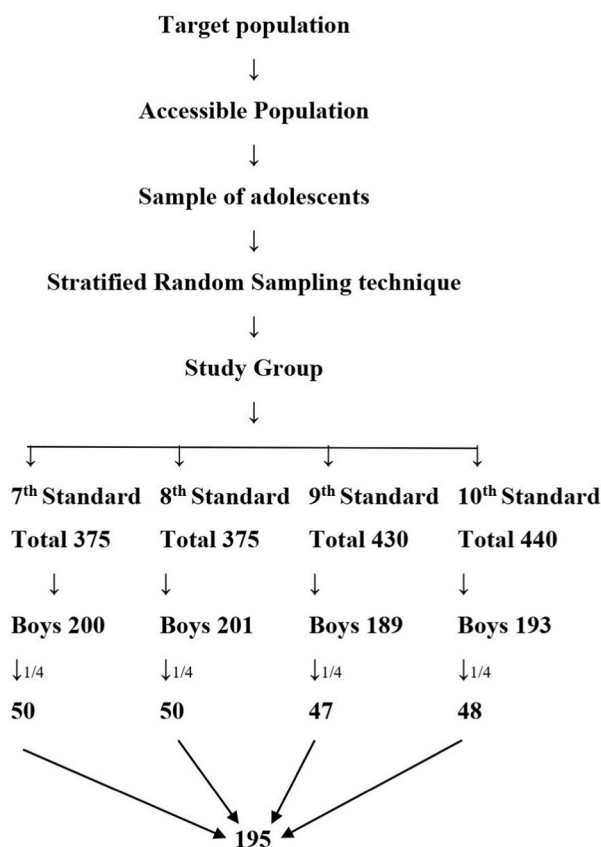 Target population
↓
Accessible Population
↓
Sample of adolescents
↓
Stratified Random Sampling technique
↓
Study Group
↓
↓ ↓ ↓ ↓
7th Standard 8th Standard 9th Standard 10th Standard
Total 375 Total 375 Total 430 Total 440
↓ ↓ ↓ ↓
Boys 200 Boys 201 Boys 189 Boys 193
↓1/4 ↓1/4 ↓1/4 ↓1/4
50 50 47 48
195